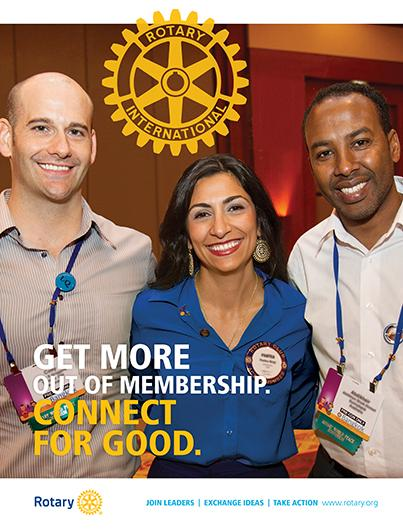 ROTARY
INTERNATIONAL
GET MORE
OUT OF MEMBERSHIP.
CONNECT
FOR GOOD.
Rotary
JOIN LEADERS | EXCHANGE IDEAS | TAKE ACTION www.rotary.org